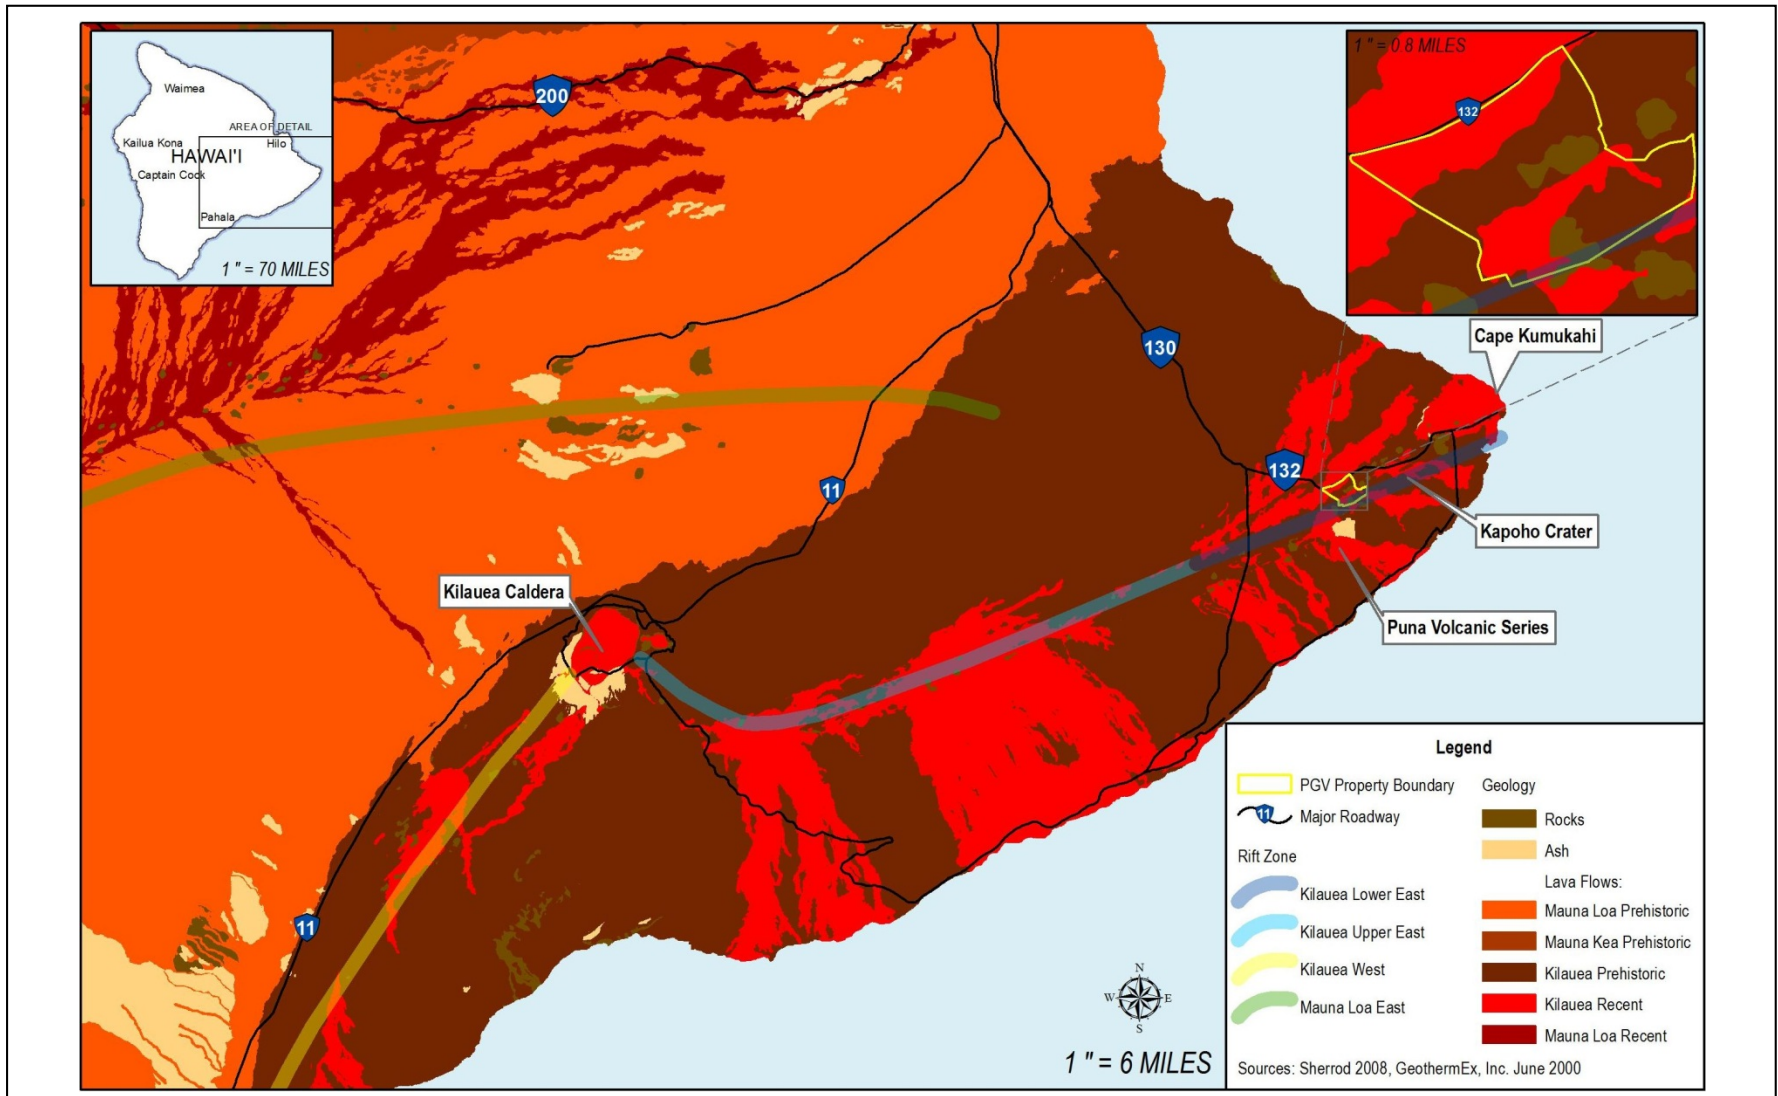 Waimea
AREA OF DETAIL
Kailua Kona
Hilo
HAWAI'I
Captain Cock
Pahala
1 " = 70 MILES
200
1 " = 0.8 MILES
132
Cape Kumukahi
130
132
11
Kapoho Crater
Kilauea Caldera
Puna Volcanic Series
11
N
W E
S
1 " = 6 MILES
Legend
PGV Property Boundary
11 Major Roadway
Rift Zone
Kilauea Lower East
Kilauea Upper East
Kilauea West
Mauna Loa East
Geology
Rocks
Ash
Lava Flows:
Mauna Loa Prehistoric
Mauna Kea Prehistoric
Kilauea Prehistoric
Kilauea Recent
Mauna Loa Recent
Sources: Sherrod 2008, GeothermEx, Inc. June 2000